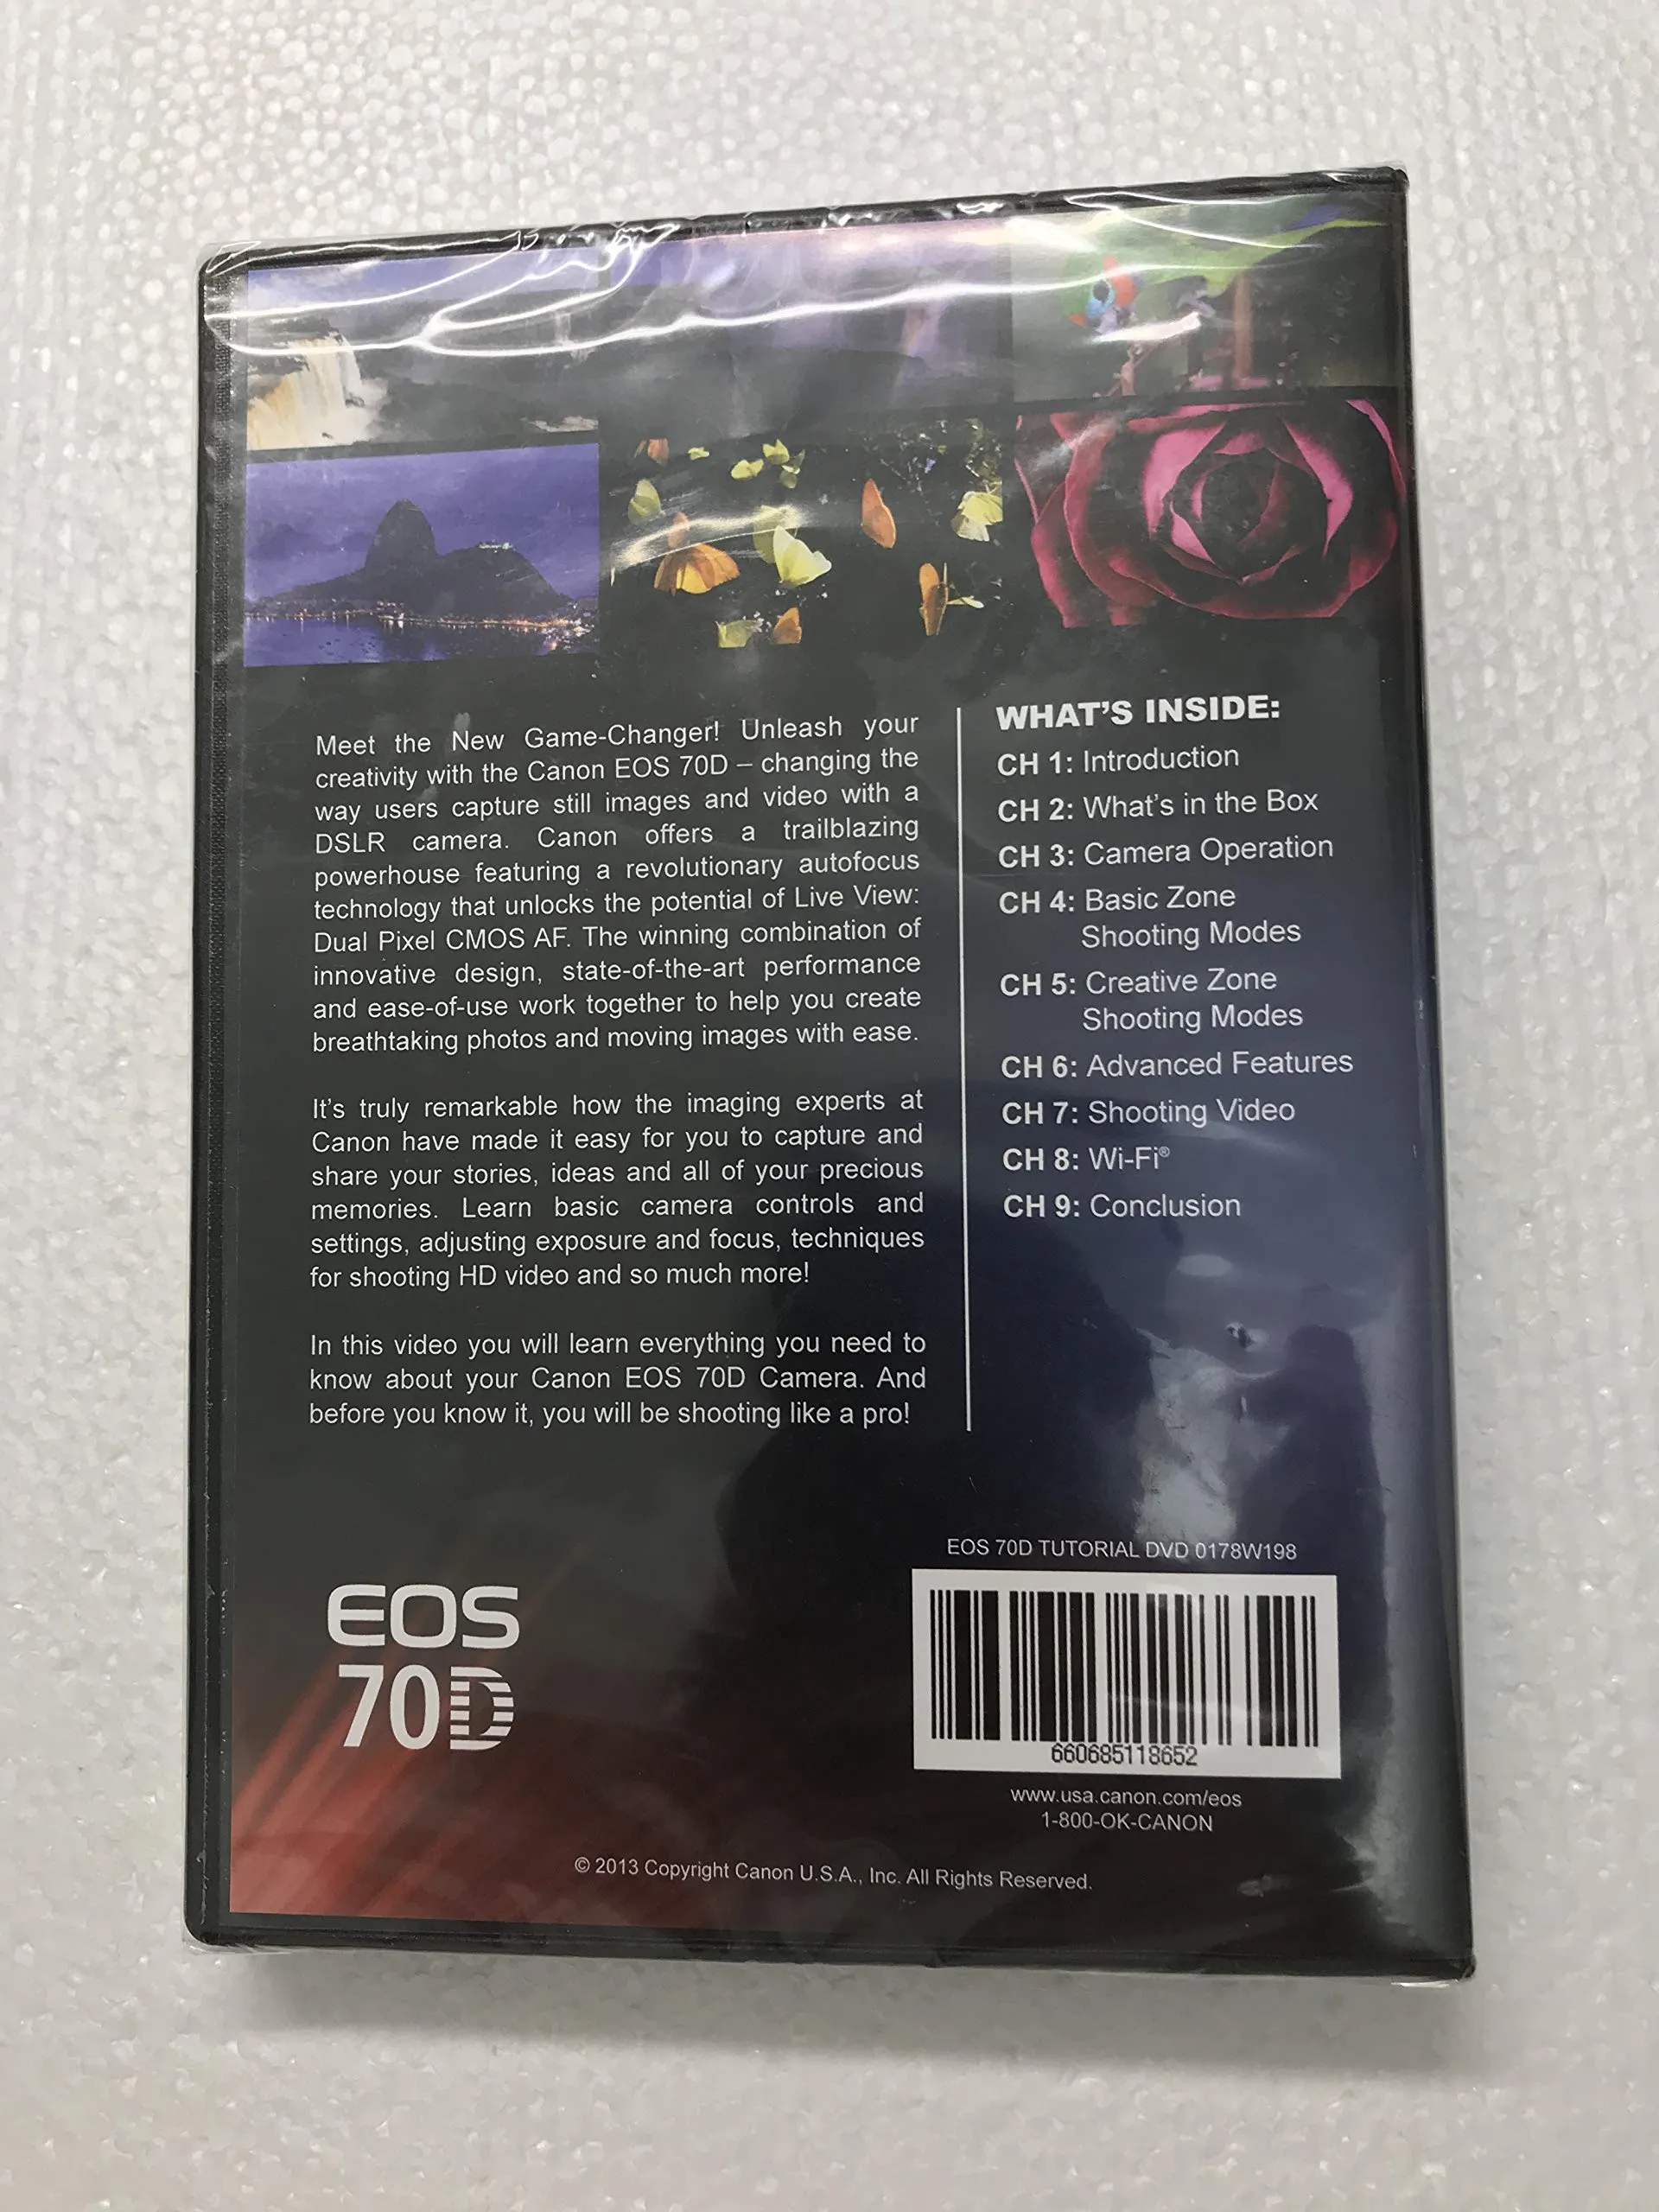 Meet the New Game-Changer! Unleash your
creativity with the Canon EOS 70D – changing the
way users capture still images and video with a
DSLR camera. Canon offers a trailblazing
powerhouse featuring a revolutionary autofocus
technology that unlocks the potential of Live View:
Dual Pixel CMOS AF. The winning combination of
innovative design, state-of-the-art performance
and ease-of-use work together to help you create
breathtaking photos and moving images with ease.
It's truly remarkable how the imaging experts at
Canon have made it easy for you to capture and
share your stories, ideas and all of your precious
memories. Learn basic camera controls and
settings, adjusting exposure and focus, techniques
for shooting HD video and so much more!
In this video you will learn everything you need to
know about your Canon EOS 70D Camera. And
before you know it, you will be shooting like a pro!
WHAT'S INSIDE:
CH 1: Introduction
CH 2: What's in the Box
CH 3: Camera Operation
CH 4: Basic Zone
Shooting Modes
CH 5: Creative Zone
Shooting Modes
CH 6: Advanced Features
CH 7: Shooting Video
CH 8: Wi-Fi®
CH 9: Conclusion
EOS
70D
EOS 70D TUTORIAL DVD 0178W198
660685118652
www.usa.canon.com/eos
1-800-OK-CANON
© 2013 Copyright Canon U.S.A., Inc. All Rights Reserved.